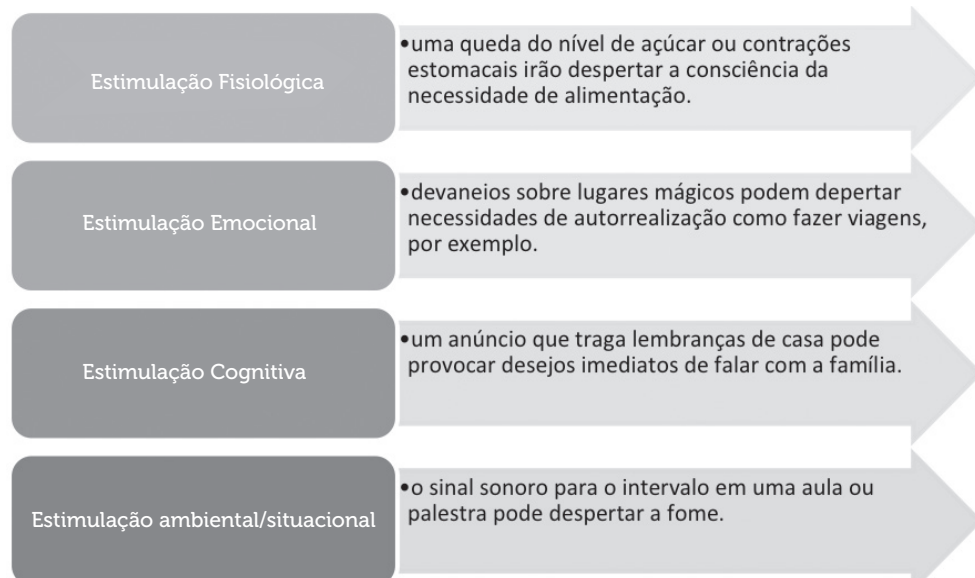 Estimulação Fisiológica
•uma queda do nível de açúcar ou contrações
estomacais irão despertar a consciência da
necessidade de alimentação.
Estimulação Emocional
•devaneios sobre lugares mágicos podem depertar
necessidades de autorrealização como fazer viagens,
por exemplo.
Estimulação Cognitiva
•um anúncio que traga lembranças de casa pode
provocar desejos imediatos de falar com a família.
Estimulação ambiental/situacional
•o sinal sonoro para o intervalo em uma aula ou
palestra pode despertar a fome.